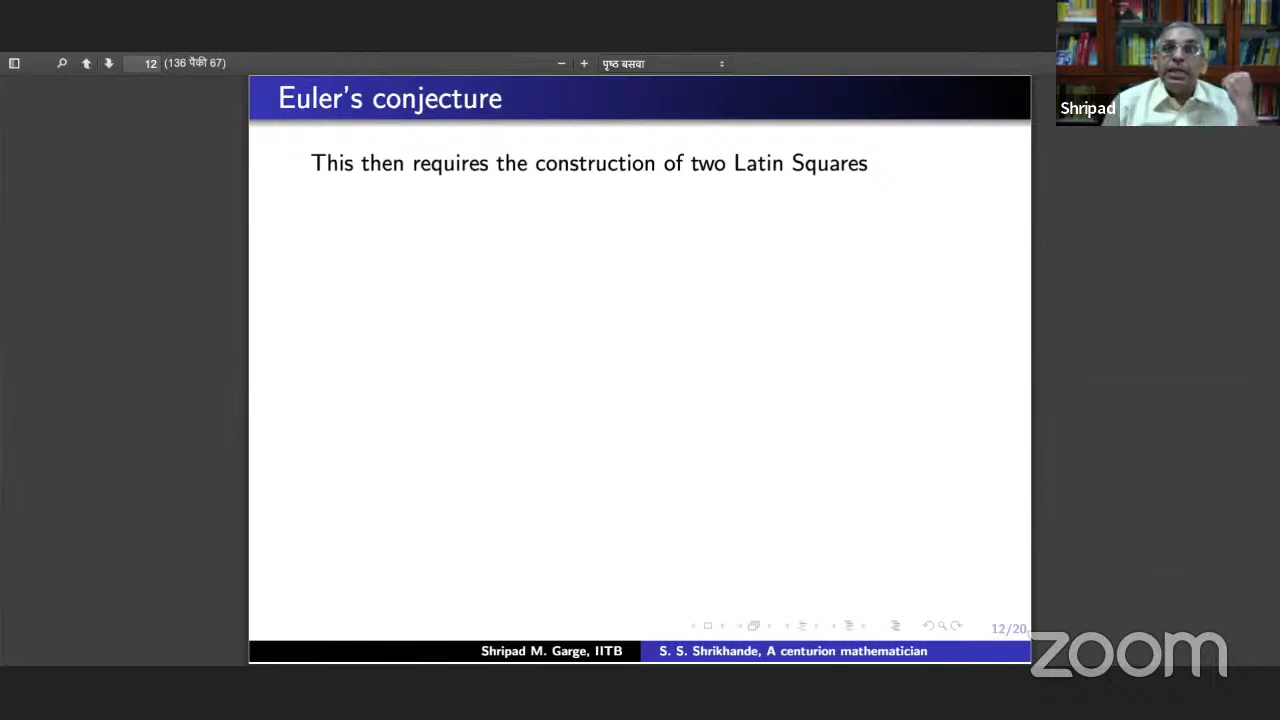 12 (136 पैकी 67)
पृष्ठ बसवा
Shripad
Euler's conjecture
This then requires the construction of two Latin Squares
12/20
Shripad M. Garge, IITB
S. S. Shrikhande, A centurion mathematician
zoom